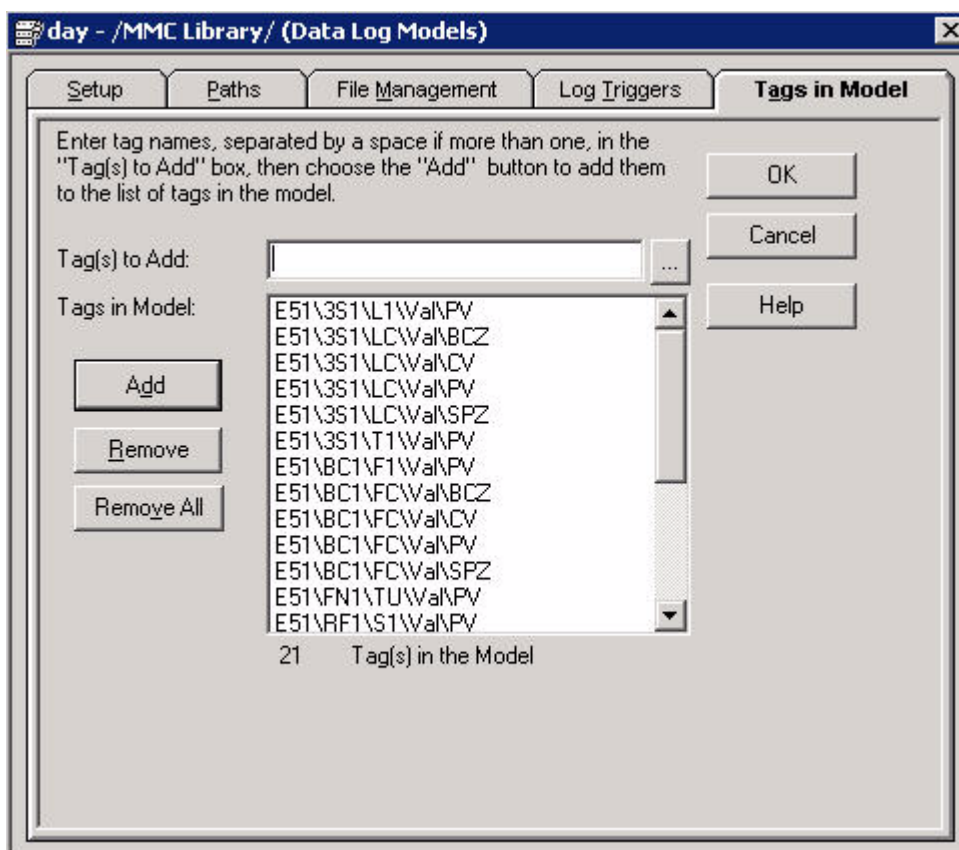 day - /MMC Library/ (Data Log Models)
Setup Paths File Management Log Triggers Tags in Model
Enter tag names, separated by a space if more than one, in the
"Tag(s) to Add" box, then choose the "Add" button to add them
to the list of tags in the model.
OK
Cancel
Help
Tag(s) to Add:
...
Tags in Model:
E51\3S1\L1\Val\PV
E51\3S1\LC\Val\BCZ
E51\3S1\LC\Val\CV
E51\3S1\LC\Val\PV
E51\3S1\LC\Val\SPZ
E51\3S1\T1\Val\PV
E51\BC1\F1\Val\PV
E51\BC1\FC\Val\BCZ
E51\BC1\FC\Val\CV
E51\BC1\FC\Val\PV
E51\BC1\FC\Val\SPZ
E51\FN1\TU\Val\PV
E51\RF1\S1\Val\PV
Add
Remove
Remove All
21 Tag(s) in the Model